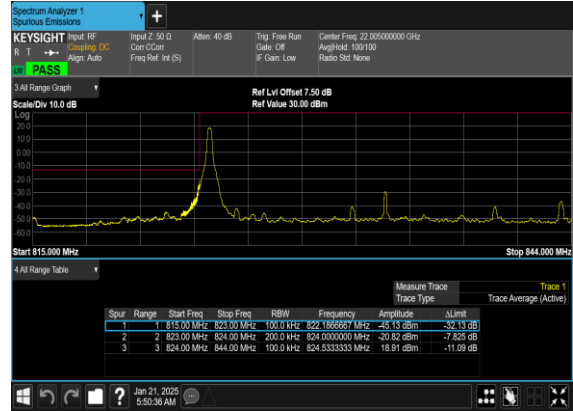 Spectrum Analyzer 1
Spurious Emissions
KEYSIGHT Input: RF Input Z: 50 Ω Atten: 40 dB Trig: Free Run Center Freq: 22.005000000 GHz
R T Coupling: DC Corr CCorr Gate: Off Avg|Hold: 100/100
Align: Auto Freq Ref: Int (S) IF Gain: Low Radio Std: None
PASS
3 All Range Graph
Ref Lvl Offset 7.50 dB
Scale/Div 10.0 dB Ref Value 30.00 dBm
Log
20.0
10.0
0.00
-10.0
-20.0
-30.0
-40.0
-50.0
-60.0
Start 815.000 MHz Stop 844.000 MHz
4 All Range Table
Measure Trace Trace 1
Trace Type Trace Average (Active)
Spur Range Start Freq Stop Freq RBW Frequency Amplitude ΔLimit
1 1 815.00 MHz 823.00 MHz 100.0 kHz 822.1866667 MHz -45.13 dBm -32.13 dB
2 2 823.00 MHz 824.00 MHz 200.0 kHz 824.0000000 MHz -20.82 dBm -7.825 dB
3 3 824.00 MHz 844.00 MHz 100.0 kHz 824.5333333 MHz 18.91 dBm -11.09 dB
Jan 21, 2025
5:50:36 AM